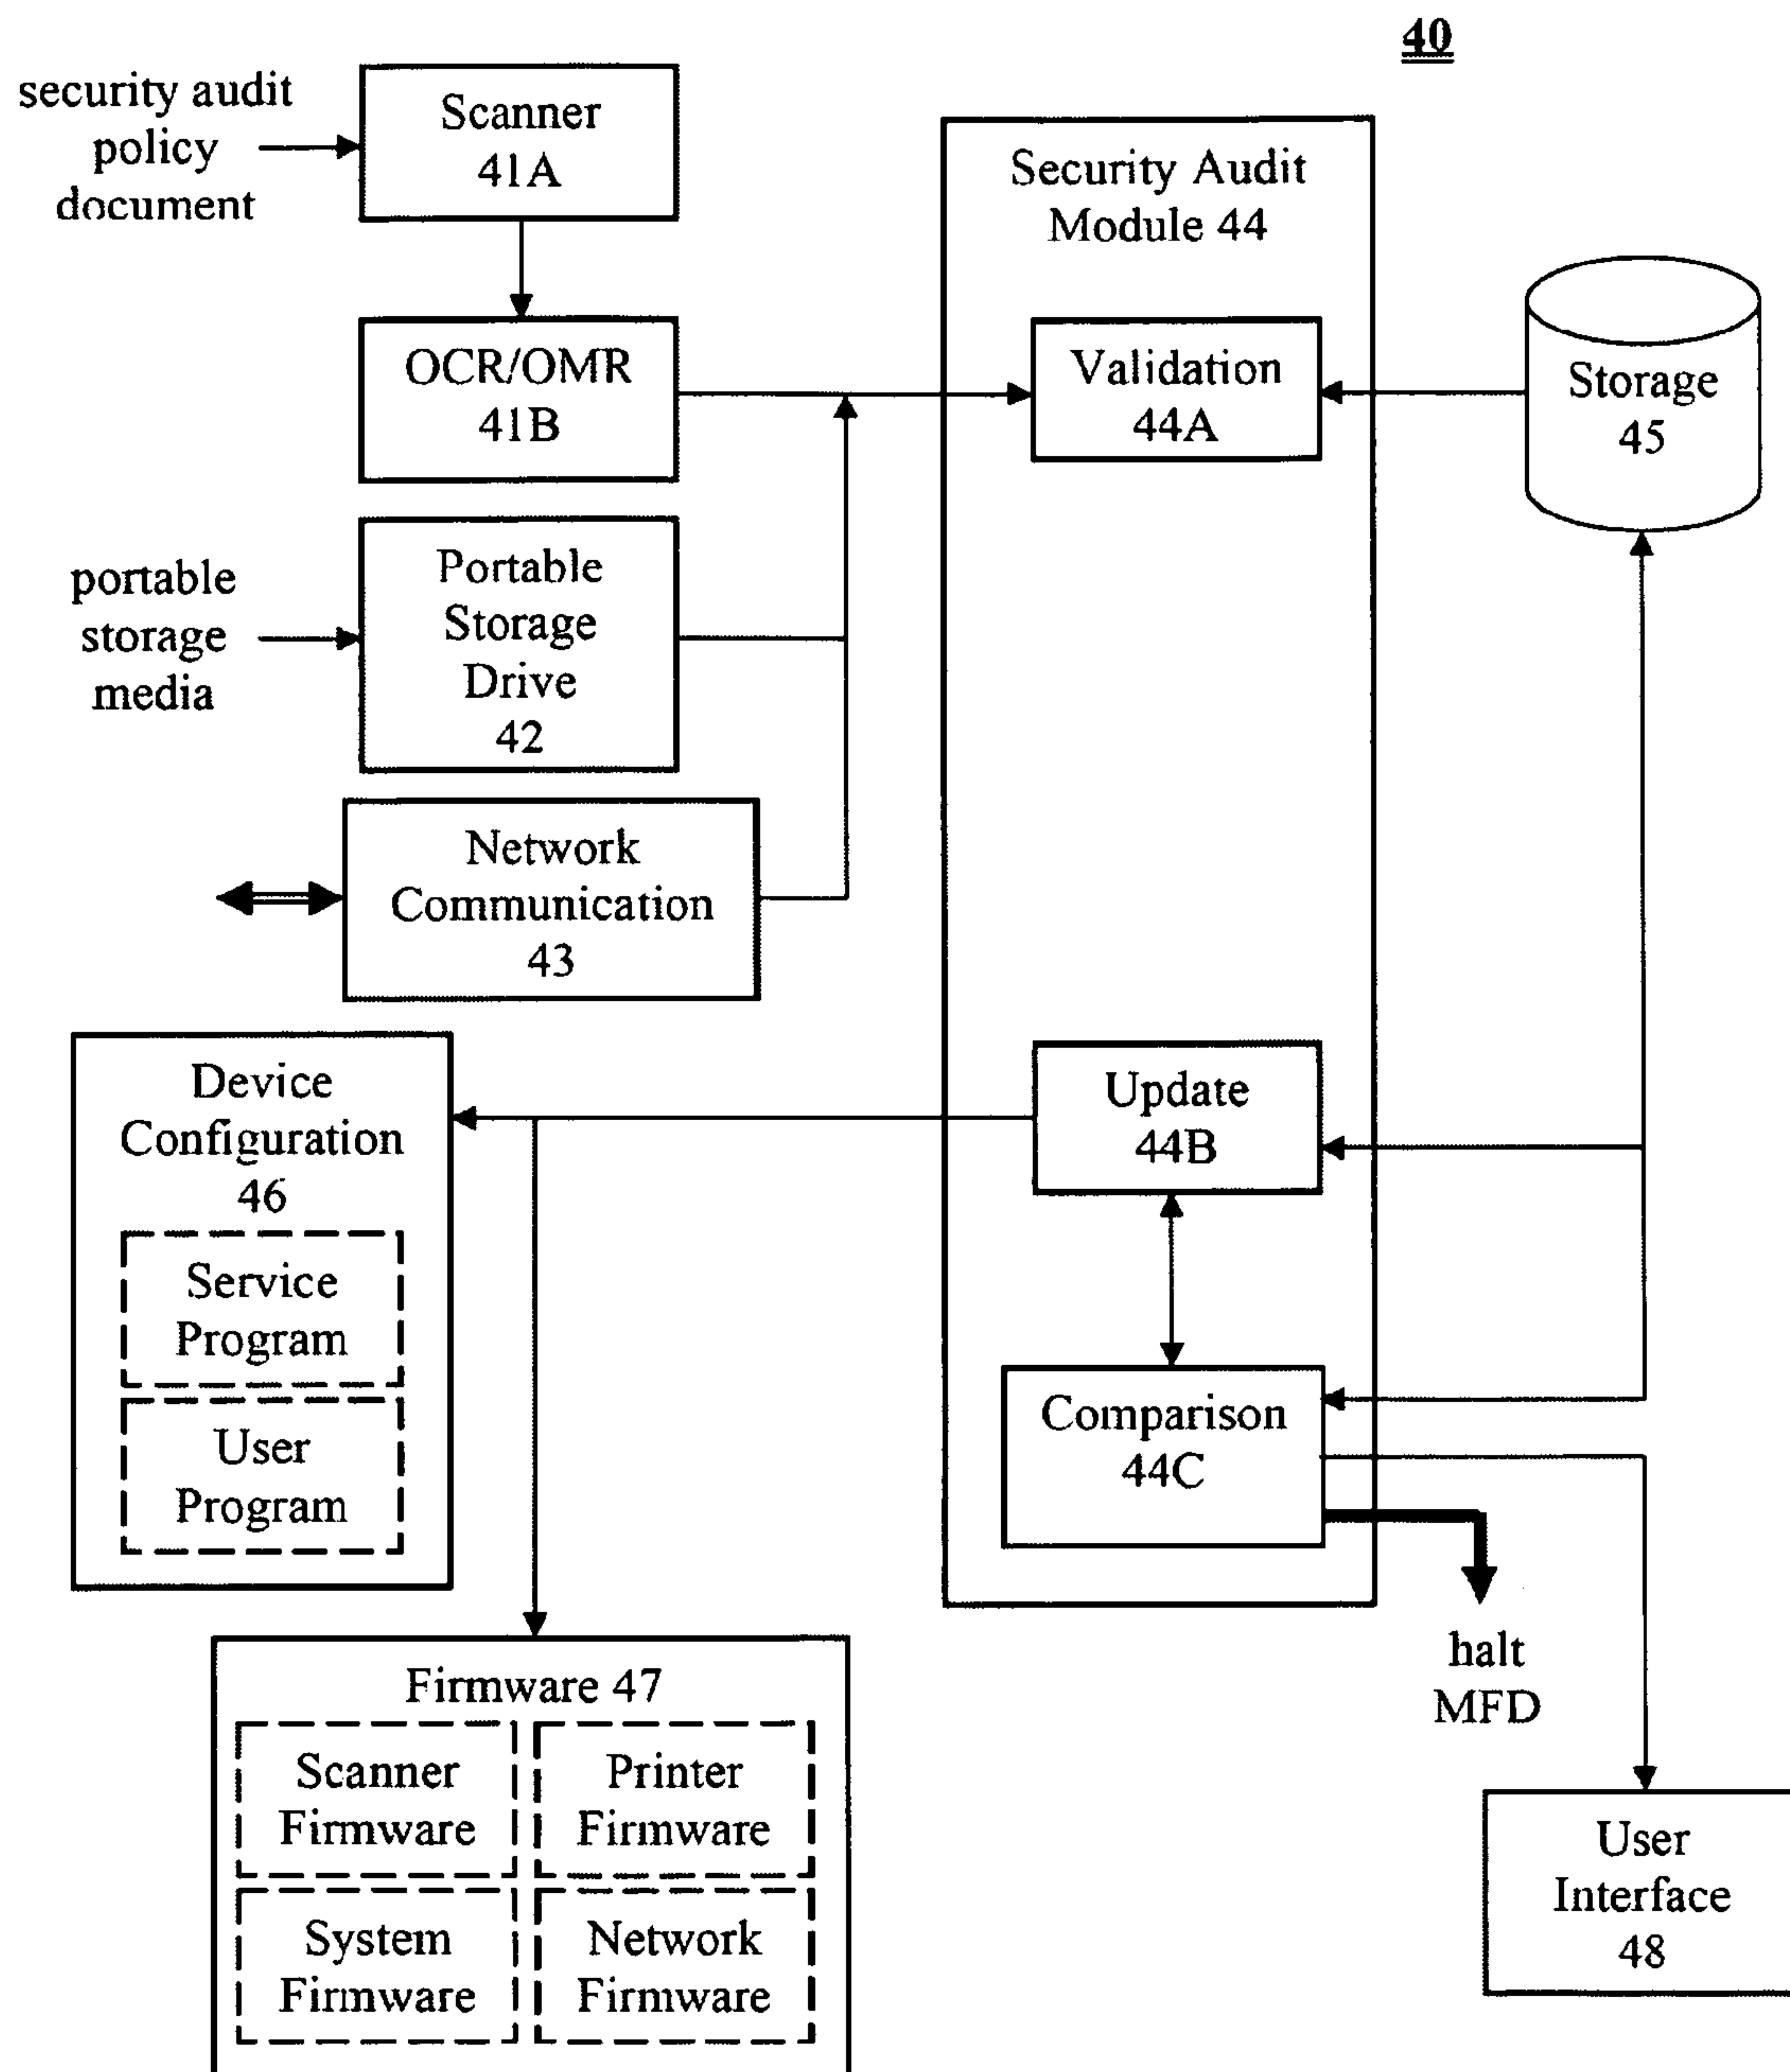 40
security audit
policy
document
Scanner
41A
Security Audit
Module 44
OCR/OMR
41B
Validation
44A
Storage
45
portable
storage
media
Portable
Storage
Drive
42
Network
Communication
43
Device
Configuration
46
Service
Program
User
Program
Update
44B
Comparison
44C
halt
MFD
Firmware 47
Scanner
Firmware
Printer
Firmware
System
Firmware
Network
Firmware
User
Interface
48